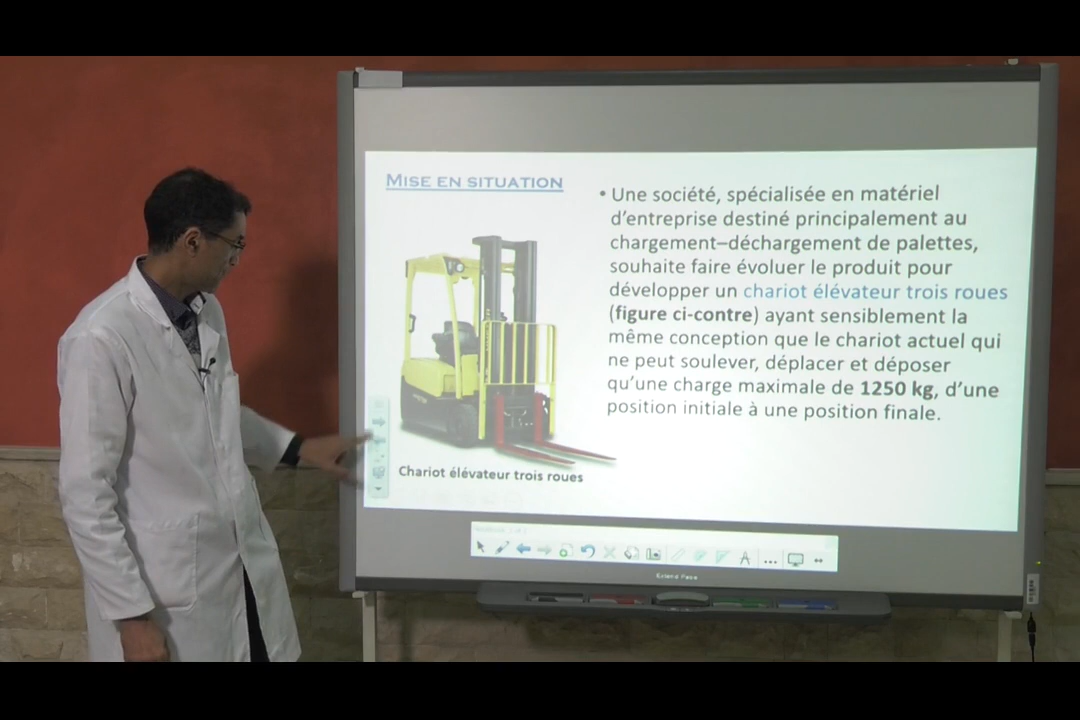 MISE EN SITUATION
• Une société, spécialisée en matériel
d'entreprise destiné principalement au
chargement–déchargement de palettes,
souhaite faire évoluer le produit pour
développer un chariot élévateur trois roues
(figure ci-contre) ayant sensiblement la
même conception que le chariot actuel qui
ne peut soulever, déplacer et déposer
qu'une charge maximale de 1250 kg, d'une
position initiale à une position finale.
Chariot élévateur trois roues